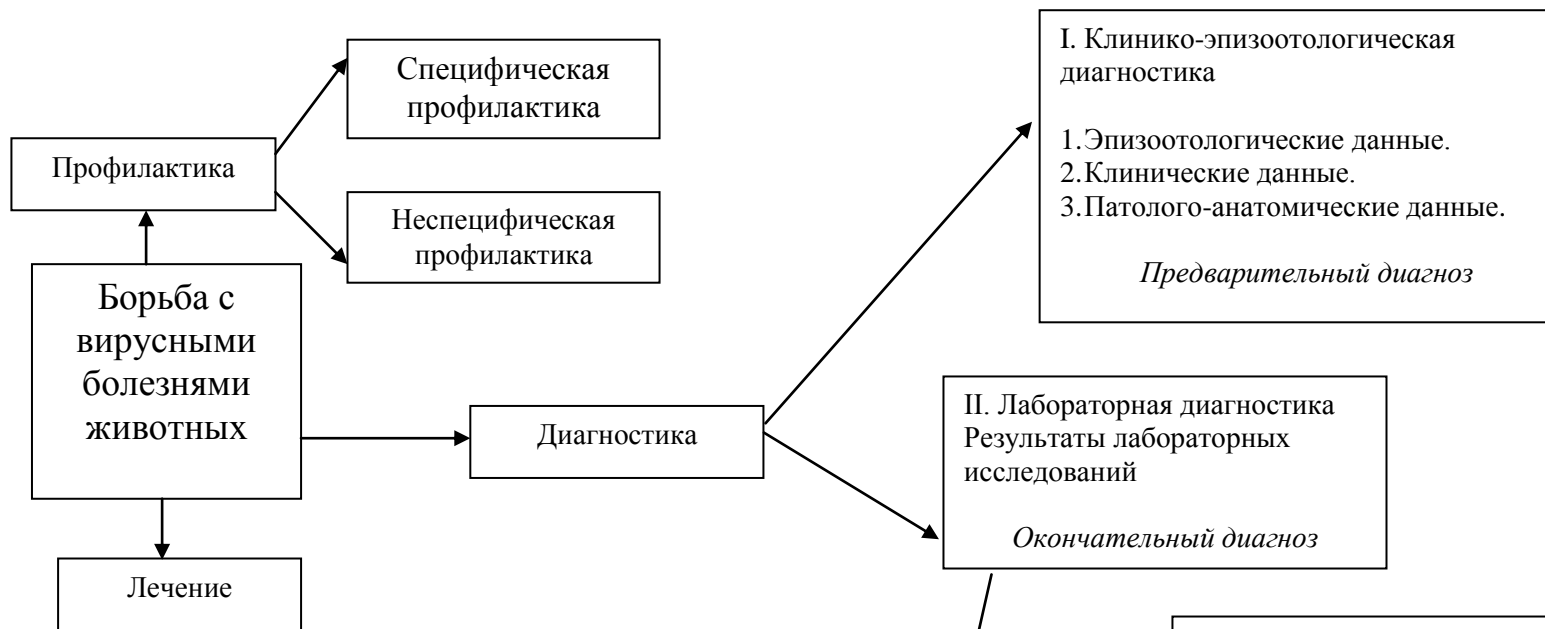 Специфическая
профилактика
Профилактика
Неспецифическая
профилактика
Борьба с
вирусными
болезнями
животных
Лечение
Диагностика
I. Клинико-эпизоотологическая
диагностика
1.Эпизоотологические данные.
2.Клинические данные.
3.Патолого-анатомические данные.
Предварительный диагноз
II. Лабораторная диагностика
Результаты лабораторных
исследований
Окончательный диагноз